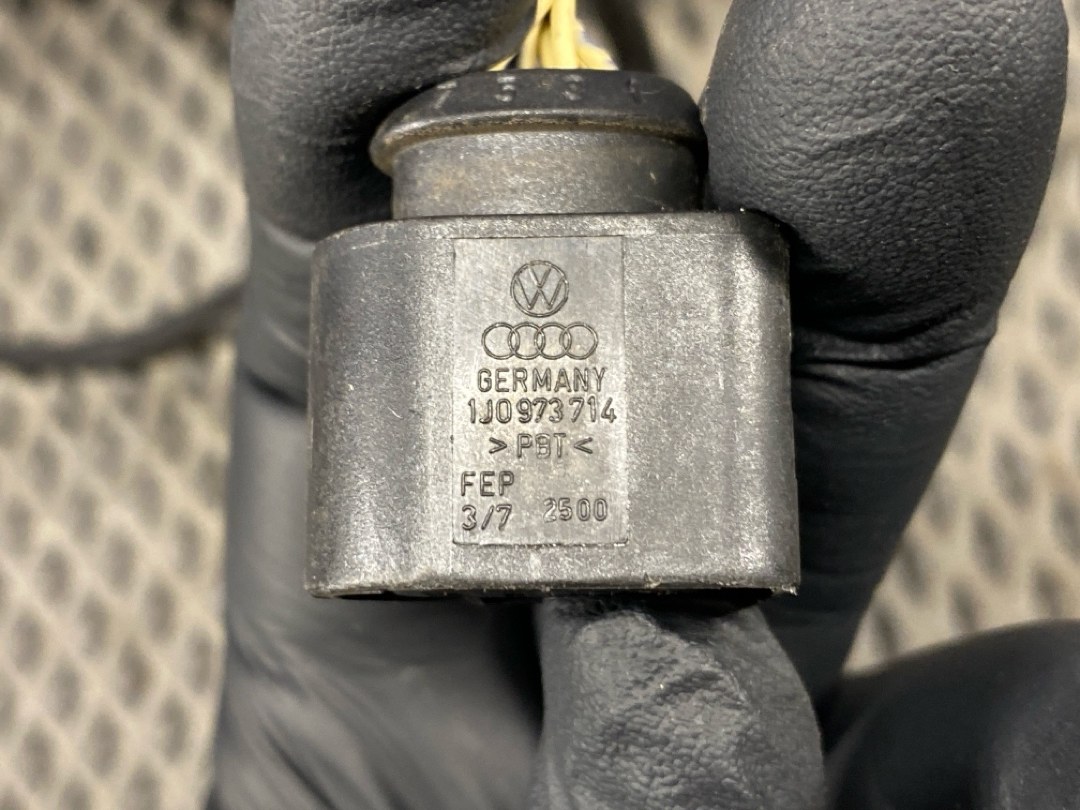 GERMANY
1J0 973 714
>PBT<
FEP
3/7 2500